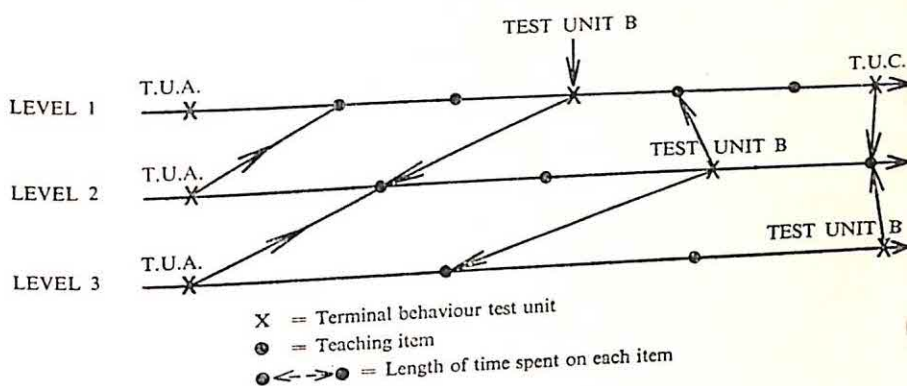 TEST UNIT B
T.U.A. T.U.C.
LEVEL 1
T.U.A. TEST UNIT B
LEVEL 2
T.U.A. TEST UNIT B
LEVEL 3
X = Terminal behaviour test unit
= Teaching item
= Length of time spent on each item